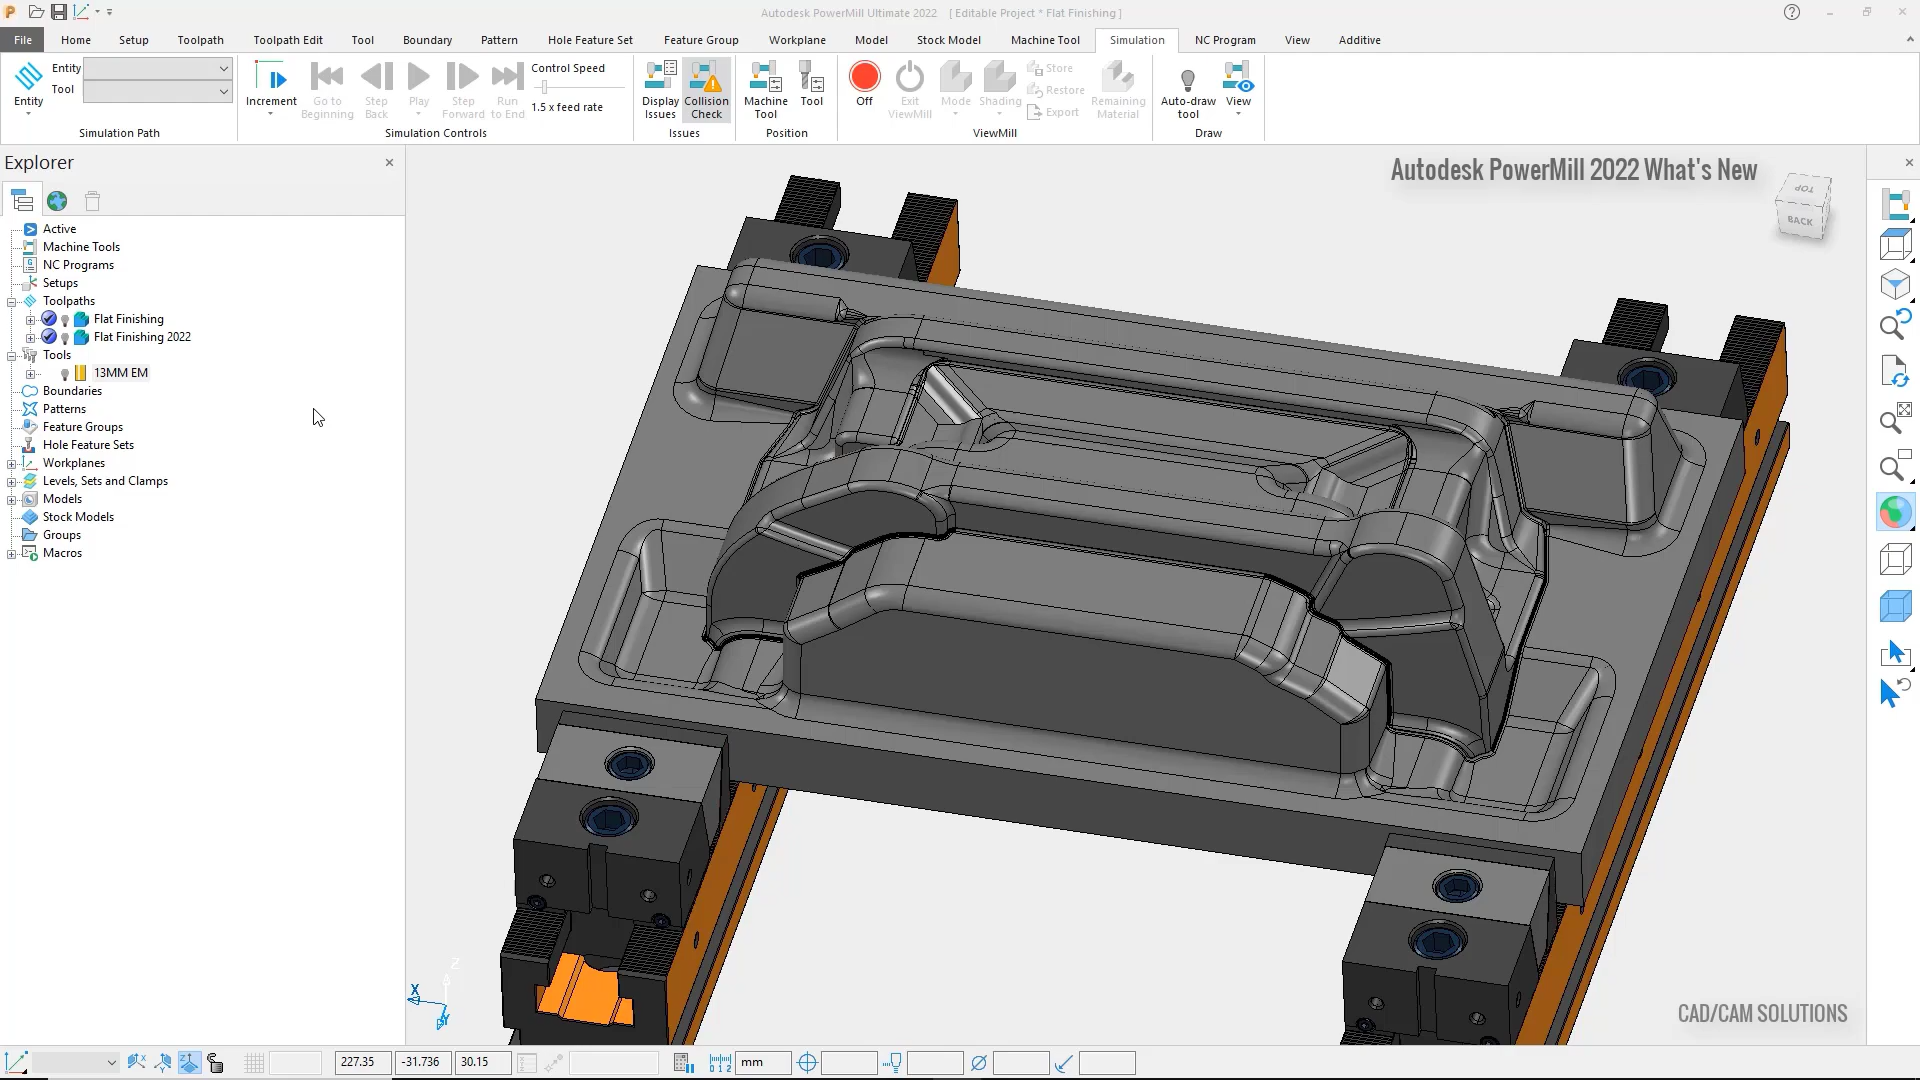 Autodesk PowerMill Ultimate 2022 [ Editable Project * Flat Finishing ]
File Home Setup Toolpath Toolpath Edit Tool Boundary Pattern Hole Feature Set Feature Group Workplane Model Stock Model Machine Tool Simulation NC Program View Additive
Entity
Tool
Entity
Simulation Path
Increment
Go to Beginning
Step Back
Play
Step Forward
Run to End
Control Speed
1.5 x feed rate
Simulation Controls
Display Issues
Collision Check
Issues
Machine Tool
Tool
Position
Off
Exit ViewMill
Mode
Shading
Store
Restore
Export
Remaining Material
ViewMill
Auto-draw tool
View
Draw
Explorer
Active
Machine Tools
NC Programs
Setups
Toolpaths
Flat Finishing
Flat Finishing 2022
Tools
13MM EM
Boundaries
Patterns
Feature Groups
Hole Feature Sets
Workplanes
Levels, Sets and Clamps
Models
Stock Models
Groups
Macros
Autodesk PowerMill 2022 What's New
TOP
BACK
Z
X
Y
CAD/CAM SOLUTIONS
227.35 -31.736 30.15 mm